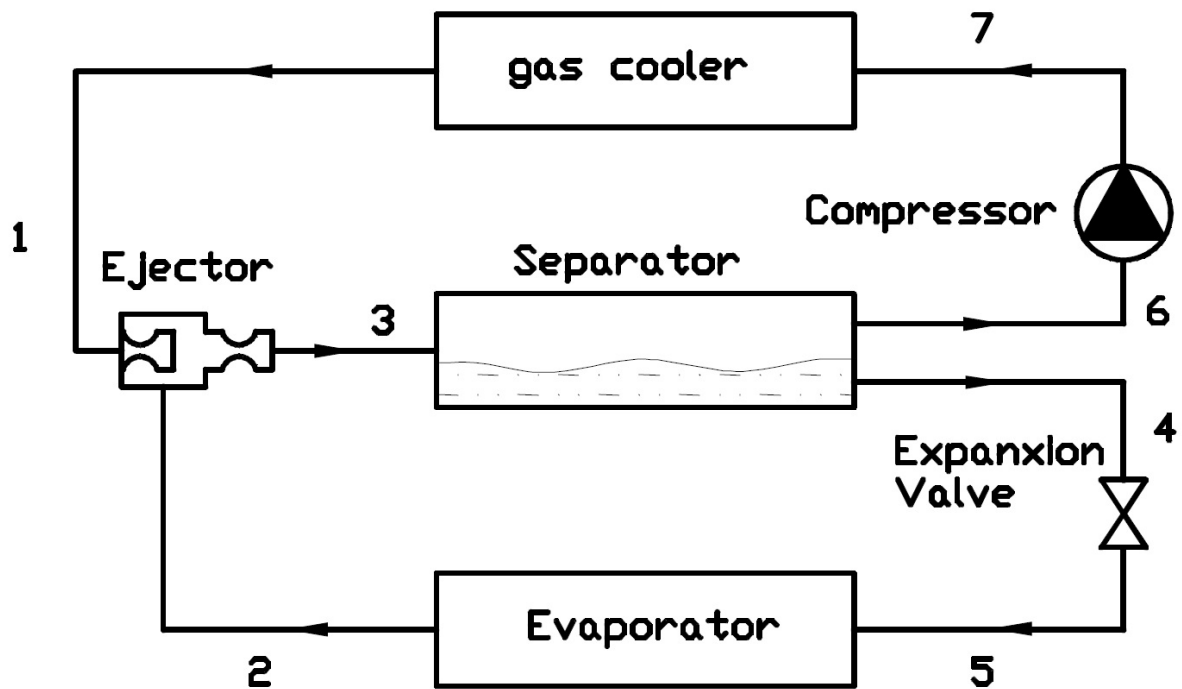 7
gas cooler
Compressor
1
Ejector
Separator
3
6
4
Expanxion
Valve
Evaporator
2
5